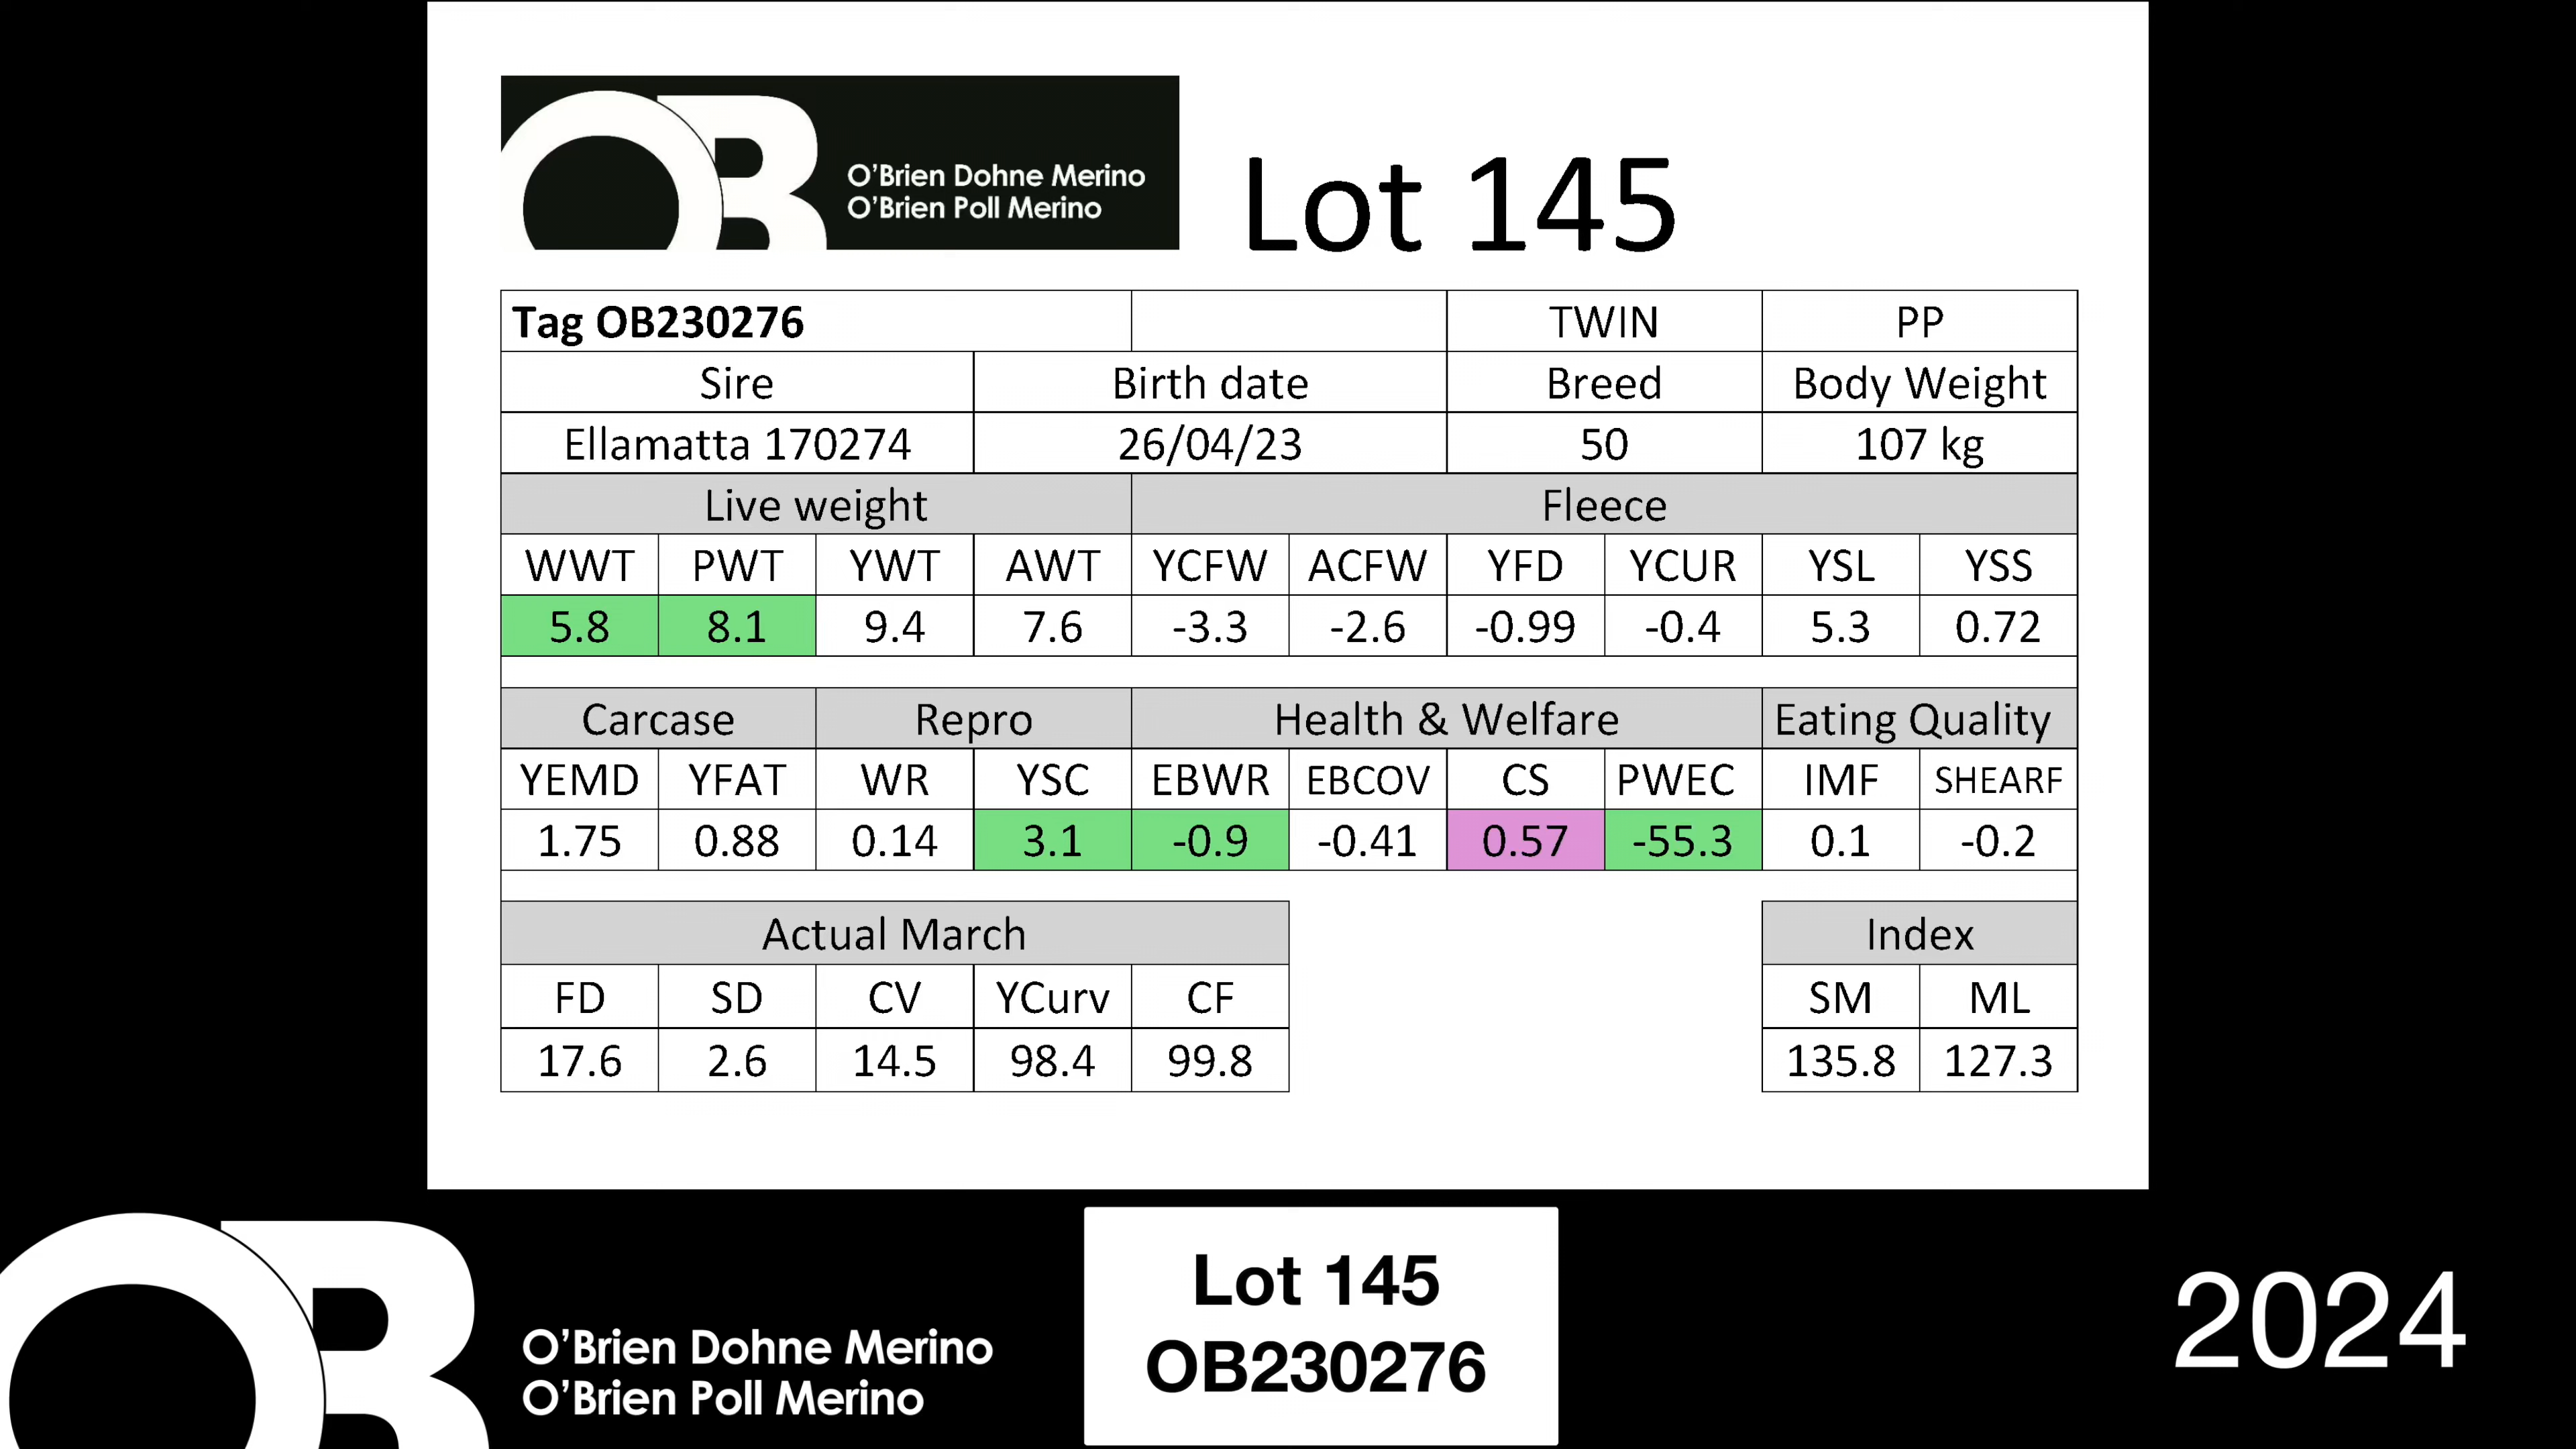 OB
O'Brien Dohne Merino
O'Brien Poll Merino
Lot 145
Tag OB230276 TWIN PP
Sire Birth date Breed Body Weight
Ellamatta 170274 26/04/23 50 107 kg
Live weight Fleece
WWT PWT YWT AWT YCFW ACFW YFD YCUR YSL YSS
5.8 8.1 9.4 7.6 -3.3 -2.6 -0.99 -0.4 5.3 0.72
Carcase Repro Health & Welfare Eating Quality
YEMD YFAT WR YSC EBWR EBCOV CS PWEC IMF SHEARF
1.75 0.88 0.14 3.1 -0.9 -0.41 0.57 -55.3 0.1 -0.2
Actual March Index
FD SD CV YCurv CF SM ML
17.6 2.6 14.5 98.4 99.8 135.8 127.3
OB
O'Brien Dohne Merino
O'Brien Poll Merino
Lot 145
OB230276
2024